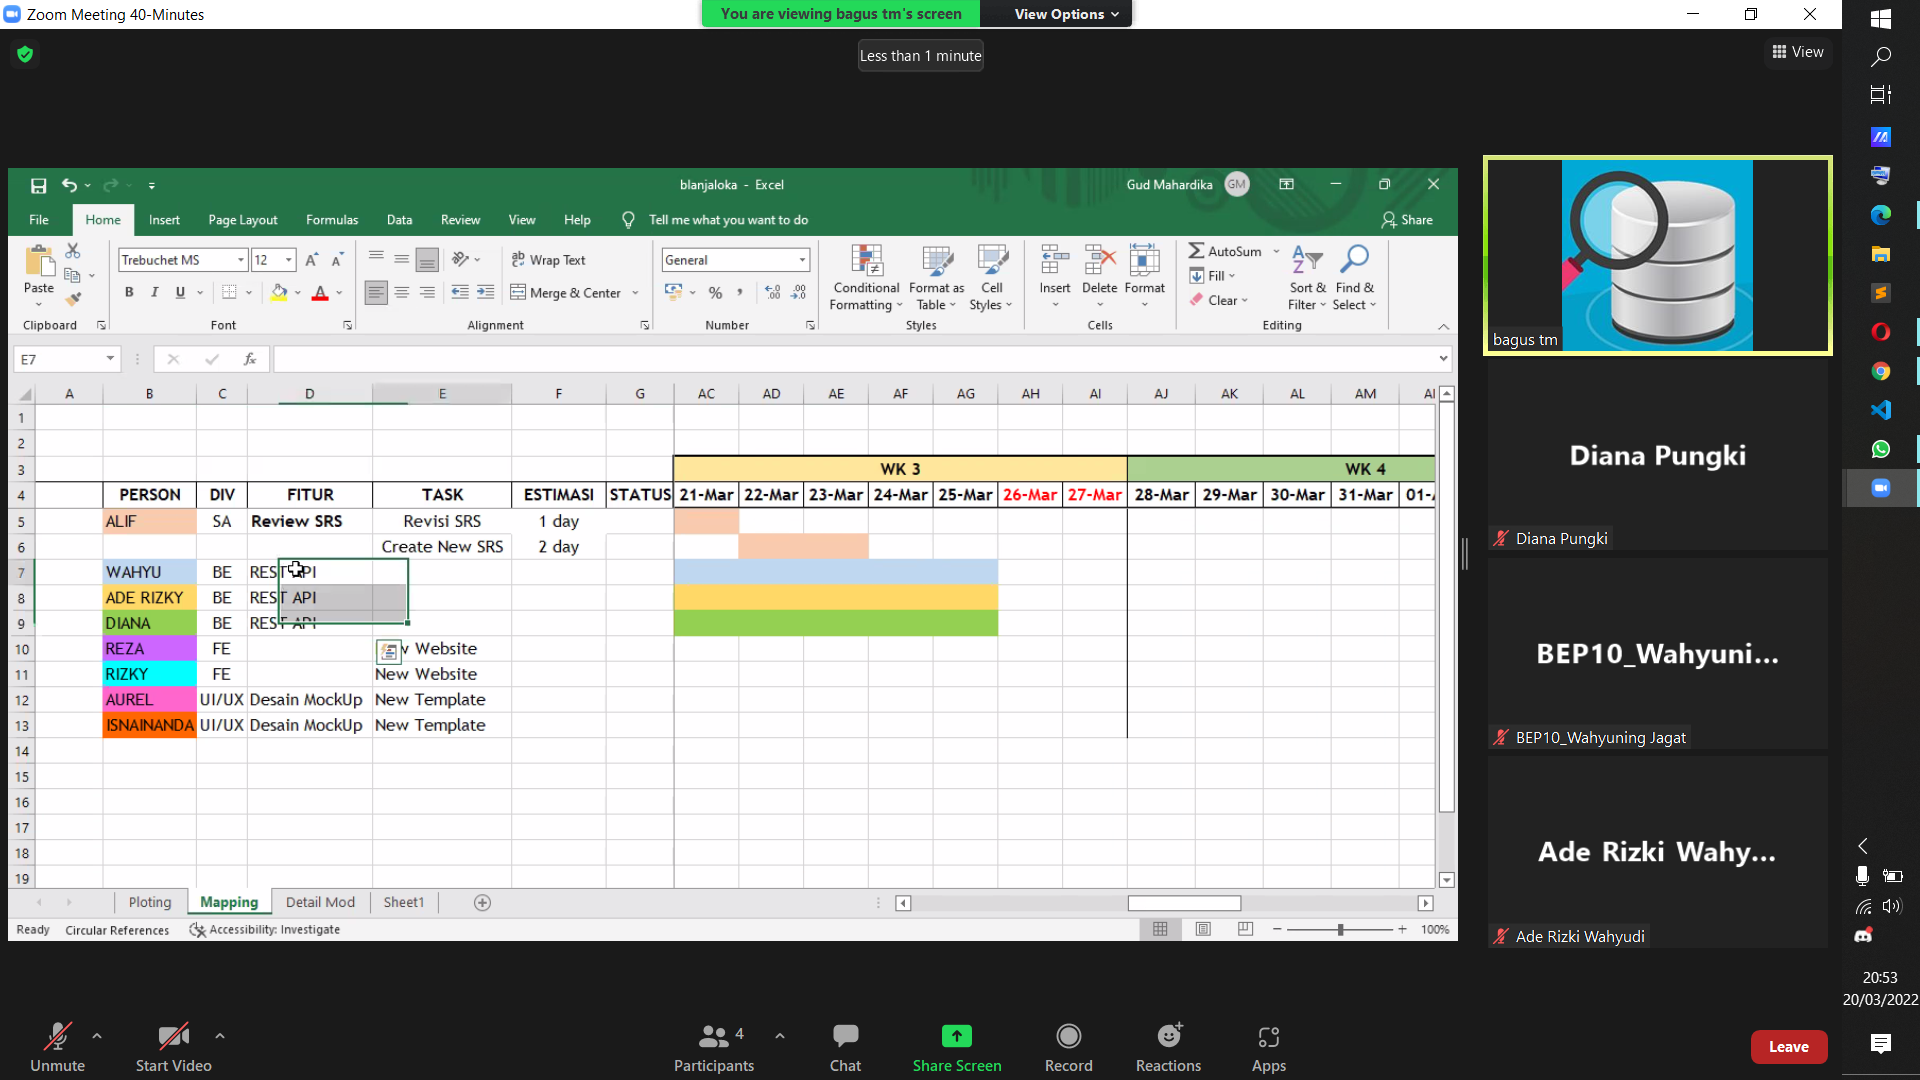 Zoom Meeting 40-Minutes
You are viewing bagus tm's screen
View Options
Less than 1 minute
View
blanjaloka - Excel
Gud Mahardika
GM
File Home Insert Page Layout Formulas Data Review View Help Tell me what you want to do
Share
Paste
Clipboard
Trebuchet MS
12
B I U
Font
Wrap Text
Merge & Center
Alignment
General
Number
Conditional Formatting
Format as Table
Cell Styles
Styles
Insert Delete Format
Cells
AutoSum
Fill
Clear
Sort & Filter
Find & Select
Editing
E7
fx
A B C D E F G AC AD AE AF AG AH AI AJ AK AL AM
1
2
3 WK 3 WK 4
4 PERSON DIV FITUR TASK ESTIMASI STATUS 21-Mar 22-Mar 23-Mar 24-Mar 25-Mar 26-Mar 27-Mar 28-Mar 29-Mar 30-Mar 31-Mar
5 ALIF SA Review SRS Revisi SRS 1 day
6 Create New SRS 2 day
7 WAHYU BE REST API
8 ADE RIZKY BE REST API
9 DIANA BE REST API
10 REZA FE Website
11 RIZKY FE New Website
12 AUREL UI/UX Desain MockUp New Template
13 ISNAINANDA UI/UX Desain MockUp New Template
14
15
16
17
18
19
Ploting Mapping Detail Mod Sheet1
Ready Circular References Accessibility: Investigate
100%
bagus tm
Diana Pungki
Diana Pungki
BEP10_Wahyuni...
BEP10_Wahyuning Jagat
Ade Rizki Wahy...
Ade Rizki Wahyudi
Unmute
Start Video
4
Participants
Chat
Share Screen
Record
Reactions
Apps
Leave
20:53
20/03/2022